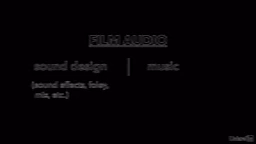 FILM AUDIO
sound design | music
(sound effects, foley,
mix, etc.)